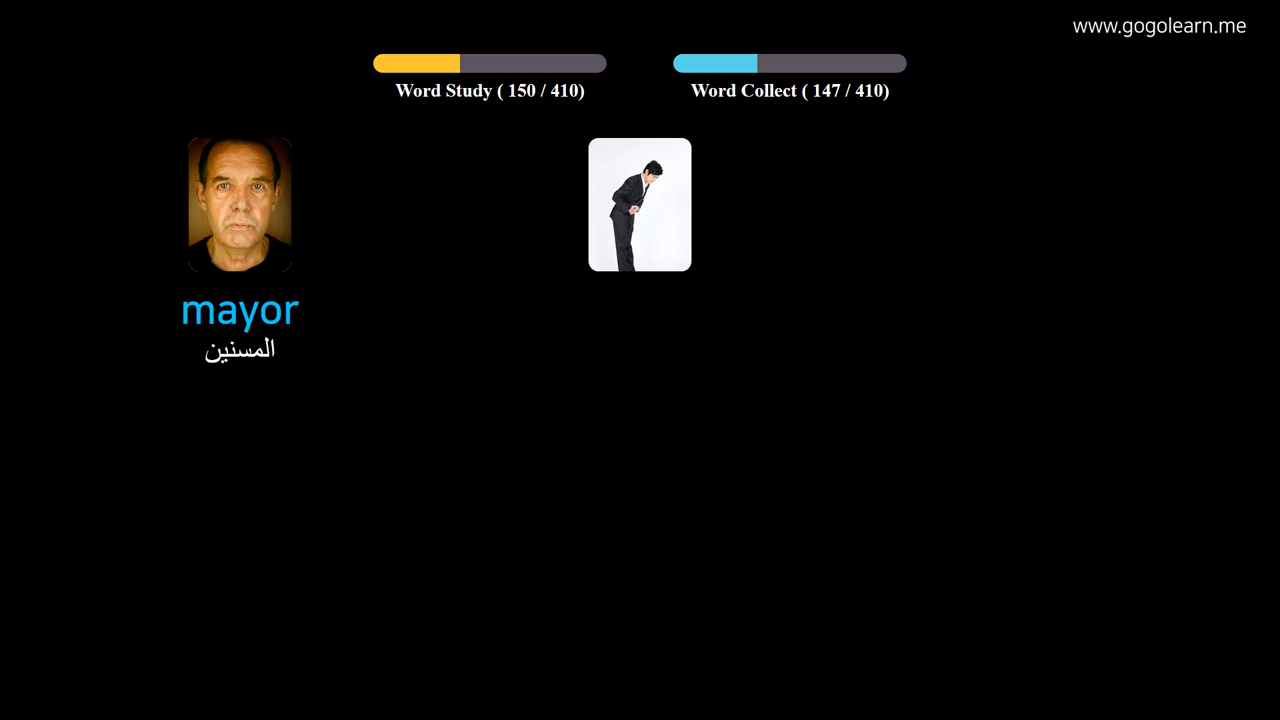 www.gogolearn.me
Word Study ( 150 / 410)
Word Collect ( 147 / 410)
mayor
المسنين